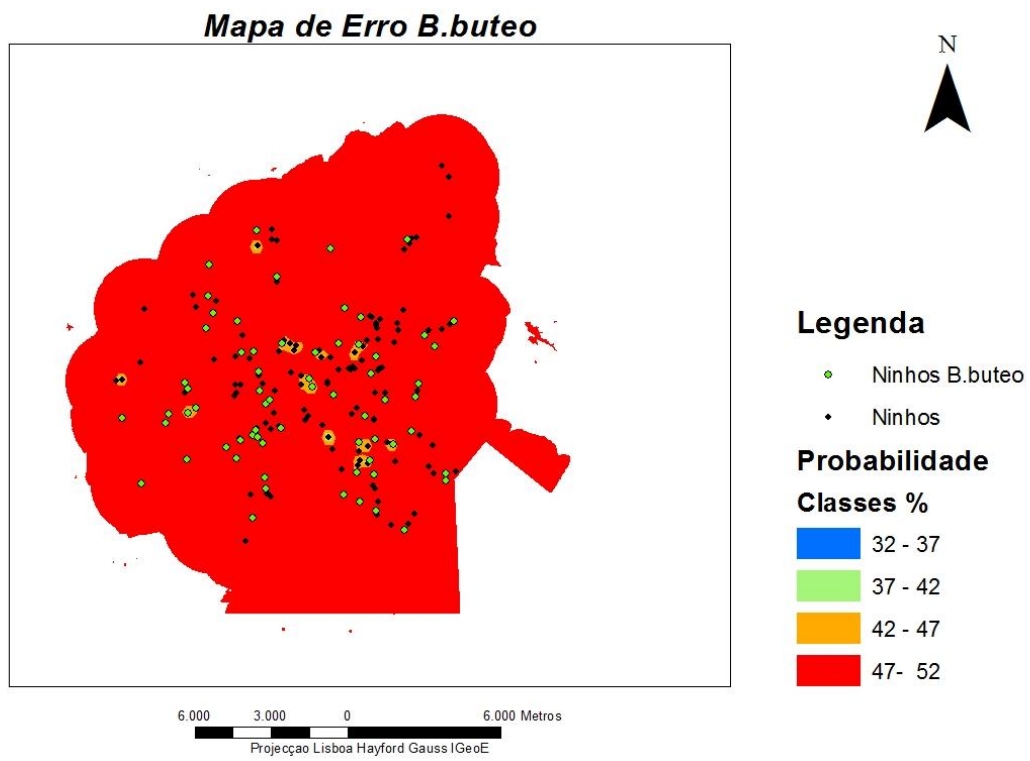 Mapa de Erro B.buteo
N
Legenda
Ninhos B.buteo
Ninhos
Probabilidade
Classes %
32 - 37
37 - 42
42 - 47
47- 52
6.000 3.000 0 6.000 Metros
Projecçao Lisboa Hayford Gauss IGeoE